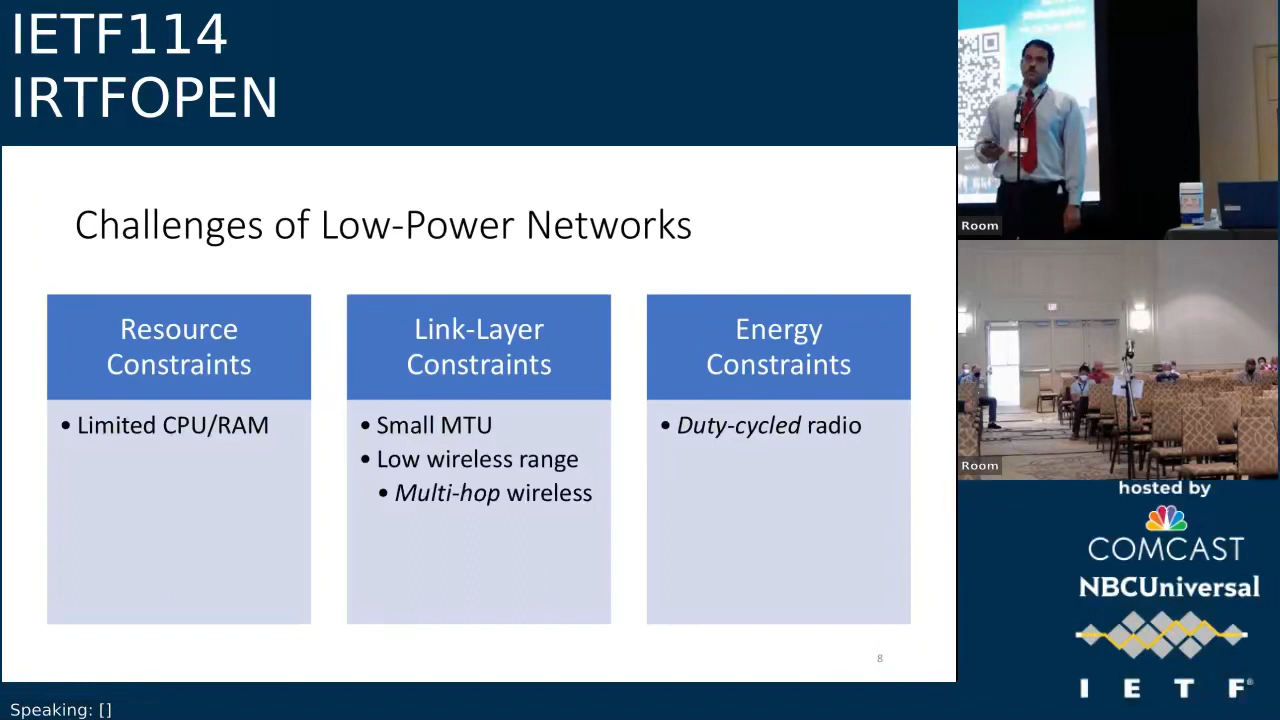 IETF114
IRTFOPEN
Challenges of Low-Power Networks
Resource
Constraints
• Limited CPU/RAM
Link-Layer
Constraints
• Small MTU
• Low wireless range
• Multi-hop wireless
Energy
Constraints
• Duty-cycled radio
8
Speaking: []
Room
Room
hosted by
COMCAST
NBCUniversal
I E T F®